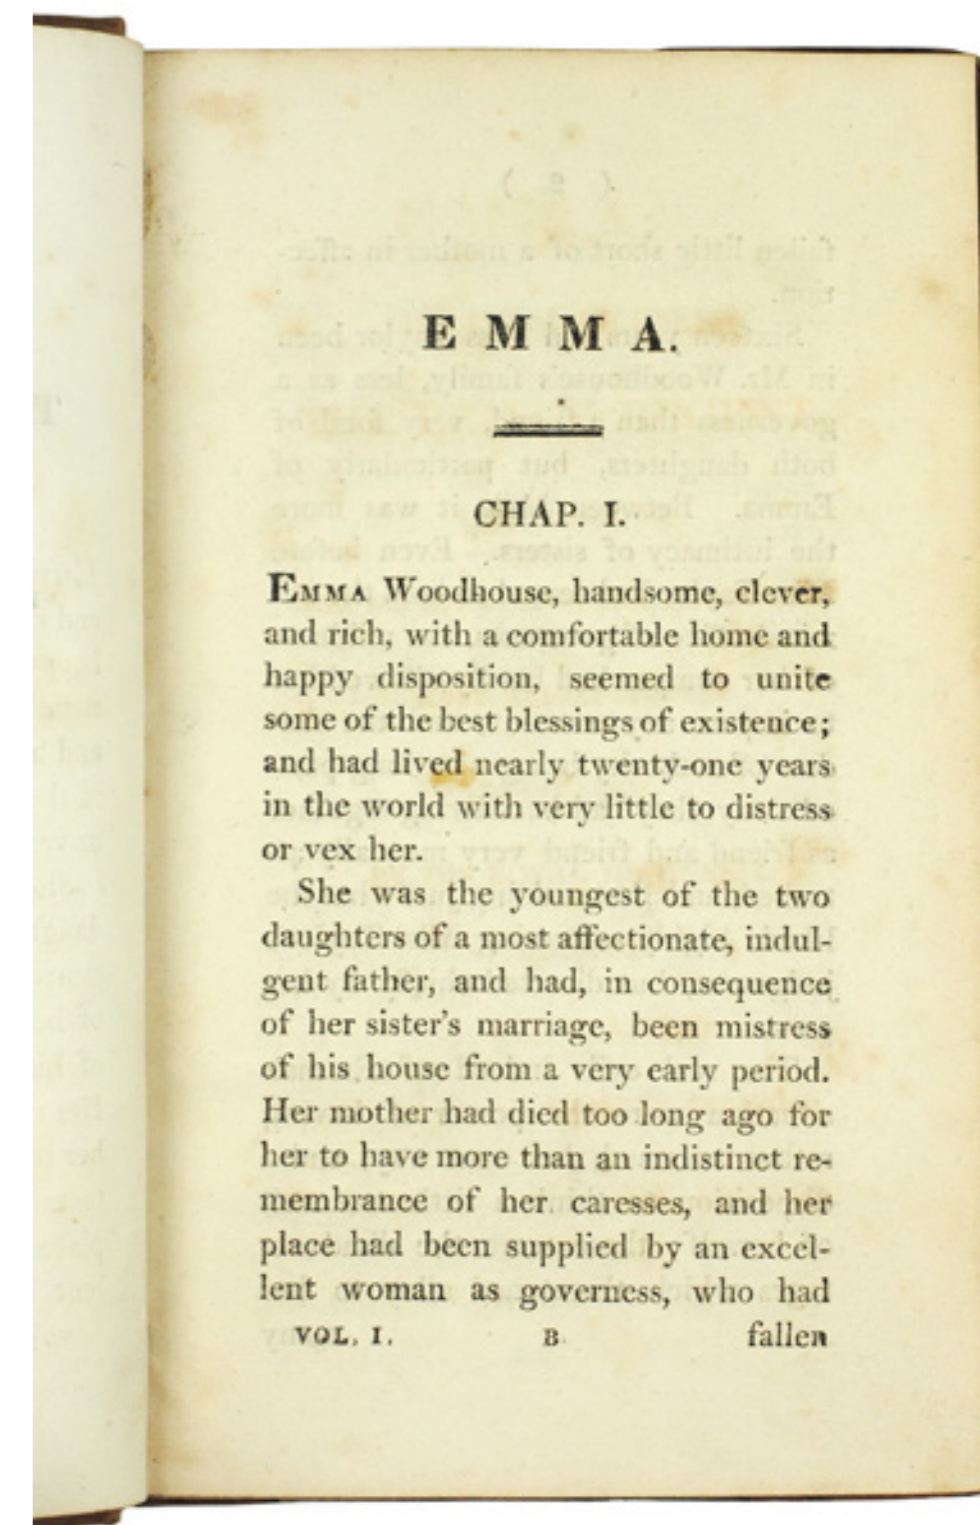 EMMA.
CHAP. I.
EMMA Woodhouse, handsome, clever,
and rich, with a comfortable home and
happy disposition, seemed to unite
some of the best blessings of existence;
and had lived nearly twenty-one years
in the world with very little to distress
or vex her.
She was the youngest of the two
daughters of a most affectionate, indul-
gent father, and had, in consequence
of her sister's marriage, been mistress
of his house from a very early period.
Her mother had died too long ago for
her to have more than an indistinct re-
membrance of her caresses, and her
place had been supplied by an excel-
lent woman as governess, who had
VOL. I. B fallen